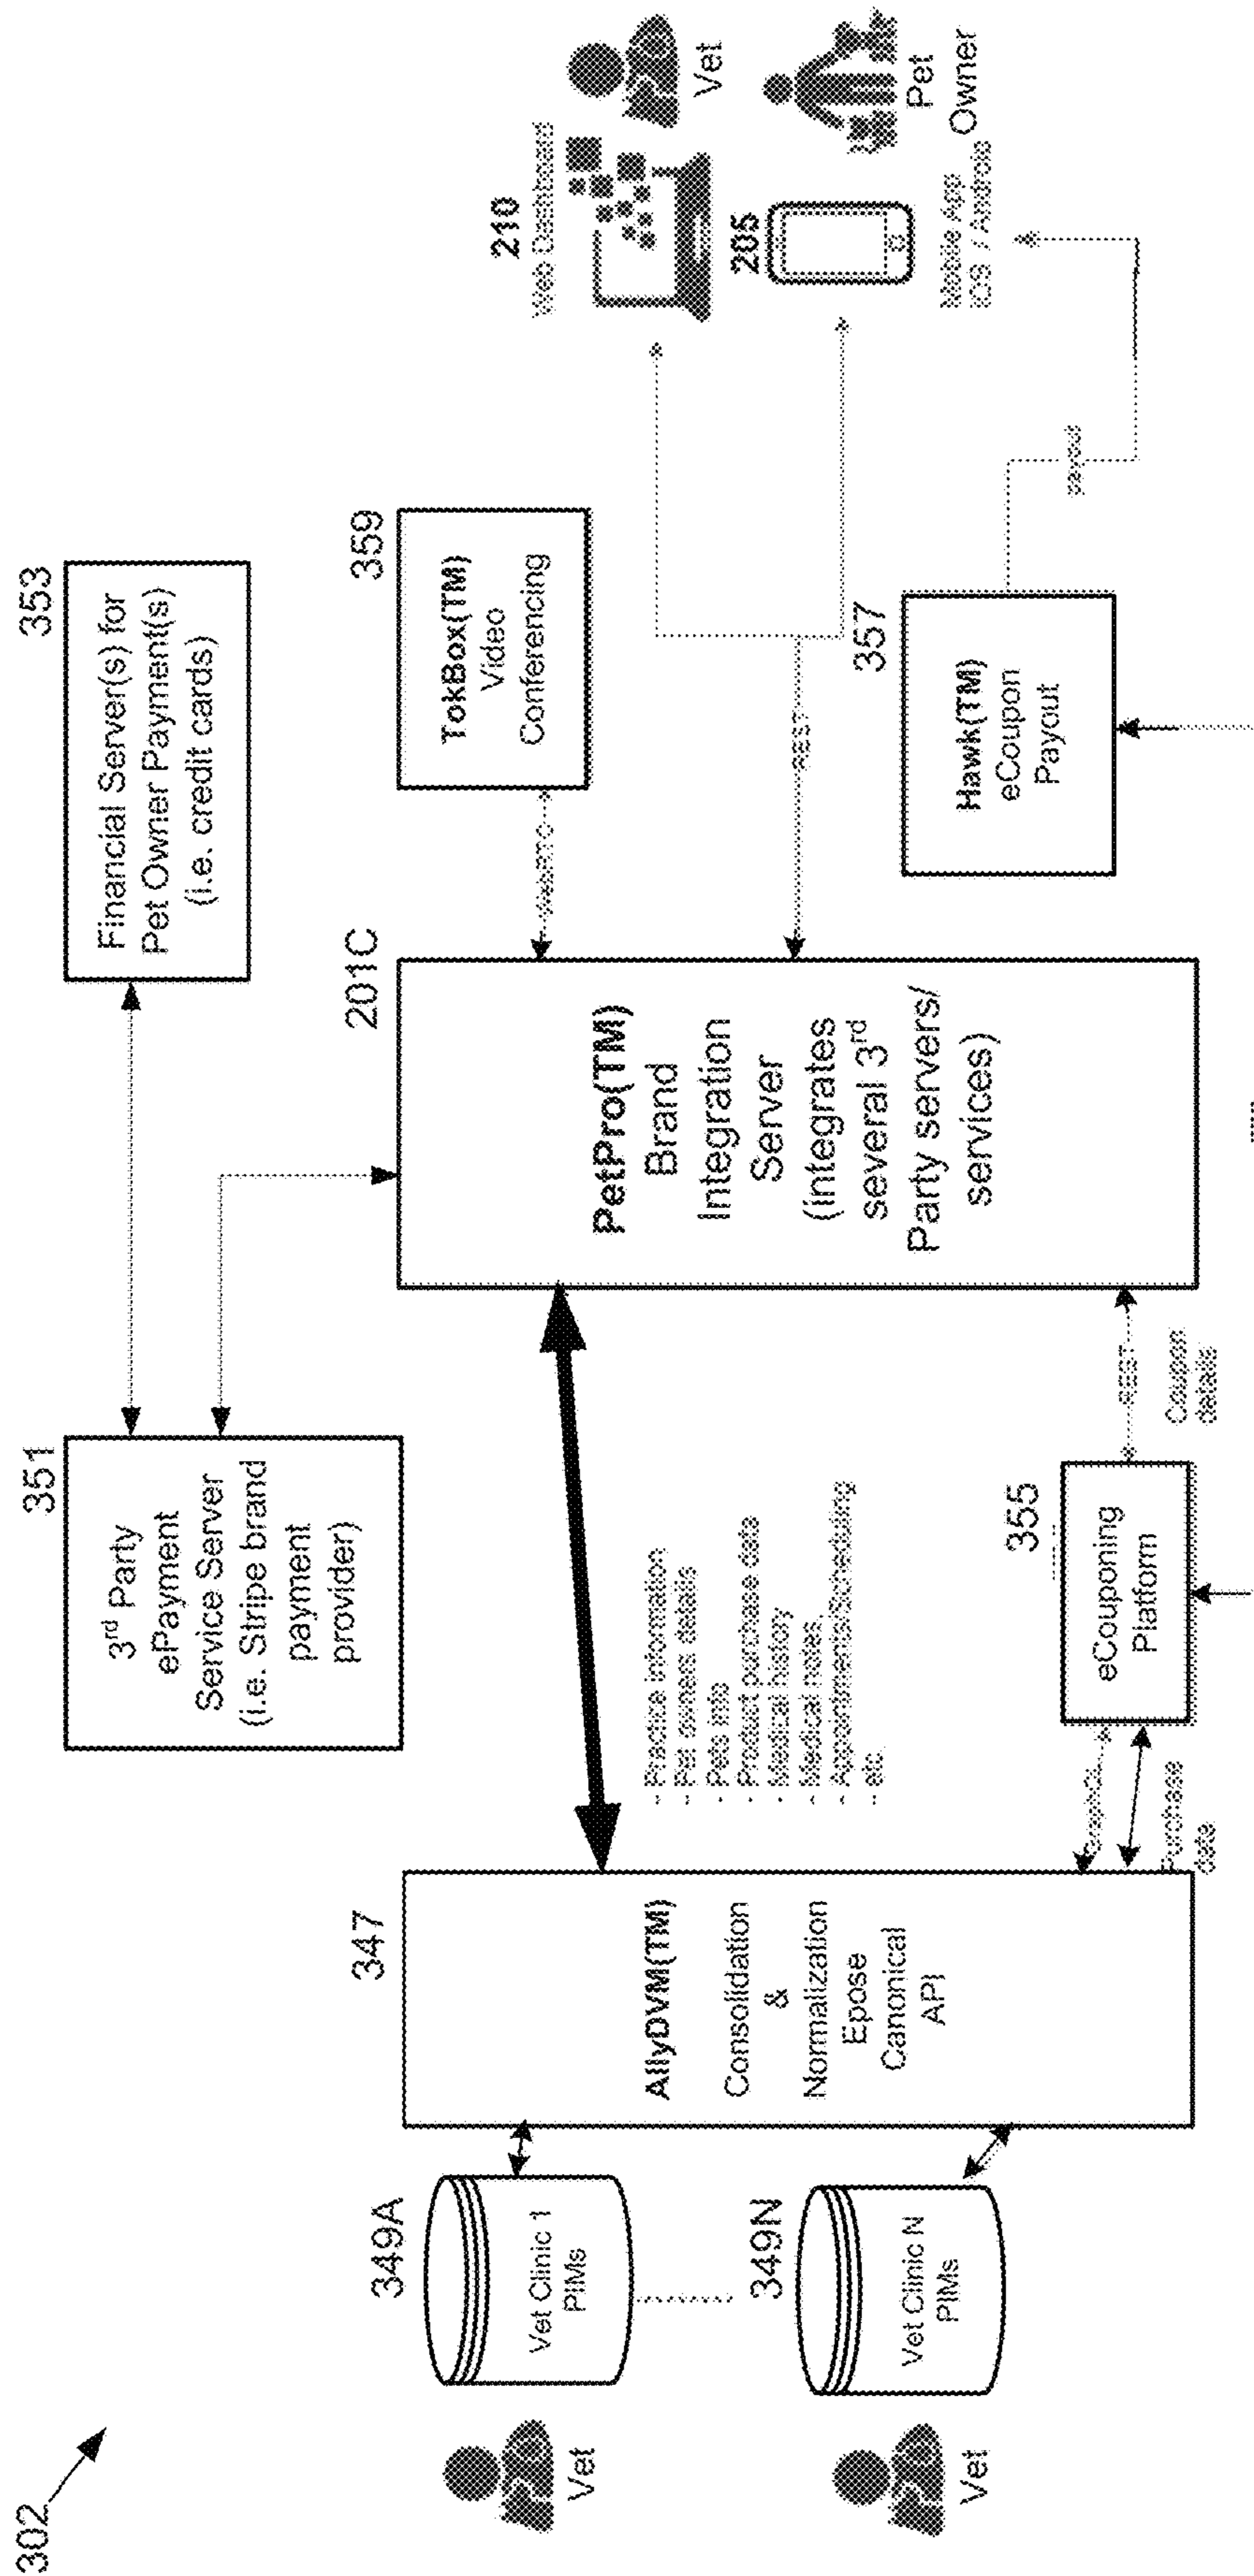 302
353
Financial Server(s) for
Pet Owner Payment(s)
(i.e. credit cards)
351
3rd Party
ePayment
Service Server
(i.e. Stripe brand
payment
provider)
359
TokBox(TM)
Video
Conferencing
210
Web Dashboard
Vet
205
Mobile App
iOS / Android
Pet
Owner
201C
PetPro(TM)
Brand
Integration
Server
(integrates
several 3rd
Party servers/
services)
WebRTC
REST
347
AllyDVM(TM)
Consolidation
&
Normalization
Epose
Canonical
API
- Practice information
- Pet owners details
- Pets info
- Product purchase data
- Medical history
- Medical notes,
- Appointments/Scheduling
- etc.
349A
Vet Clinic 1
PIMs
Vet
349N
Vet Clinic N
PIMs
Vet
355
eCouponing
Platform
GraphQL
Purchase
data
REST
Coupon
details
357
Hawk(TM)
eCoupon
Payout
payout